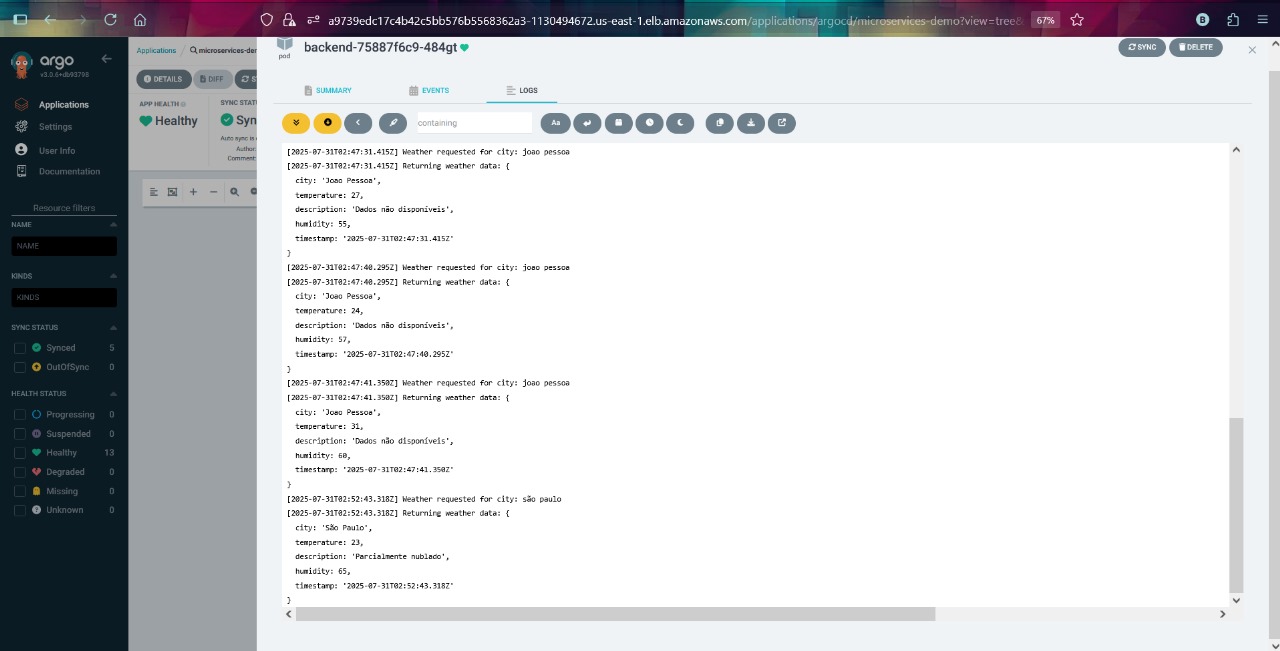 a9739edc17c4b42c5bb576b5568362a3-1130494672.us-east-1.elb.amazonaws.com/applications/argocd/microservices-demo?view=tree&
67%
B
argo
v3.0.6+db93798
Applications
Settings
User Info
Documentation
Resource filters
NAME
NAME
KINDS
KINDS
SYNC STATUS
Synced 5
OutOfSync 0
HEALTH STATUS
Progressing 0
Suspended 0
Healthy 13
Degraded 0
Missing 0
Unknown 0
Applications / microservices-der
DETAILS
DIFF
APP HEALTH
Healthy
SYNC STATU
Syn
Auto sync is
Author:
Comment:
pod
backend-75887f6c9-484gt
SYNC
DELETE
SUMMARY
EVENTS
LOGS
containing
Aa
[2025-07-31T02:47:31.415Z] Weather requested for city: joao pessoa
[2025-07-31T02:47:31.415Z] Returning weather data: {
city: 'Joao Pessoa',
temperature: 27,
description: 'Dados não disponíveis',
humidity: 55,
timestamp: '2025-07-31T02:47:31.415Z'
}
[2025-07-31T02:47:40.295Z] Weather requested for city: joao pessoa
[2025-07-31T02:47:40.295Z] Returning weather data: {
city: 'Joao Pessoa',
temperature: 24,
description: 'Dados não disponíveis',
humidity: 57,
timestamp: '2025-07-31T02:47:40.295Z'
}
[2025-07-31T02:47:41.350Z] Weather requested for city: joao pessoa
[2025-07-31T02:47:41.350Z] Returning weather data: {
city: 'Joao Pessoa',
temperature: 31,
description: 'Dados não disponíveis',
humidity: 60,
timestamp: '2025-07-31T02:47:41.350Z'
}
[2025-07-31T02:52:43.318Z] Weather requested for city: são paulo
[2025-07-31T02:52:43.318Z] Returning weather data: {
city: 'São Paulo',
temperature: 23,
description: 'Parcialmente nublado',
humidity: 65,
timestamp: '2025-07-31T02:52:43.318Z'
}